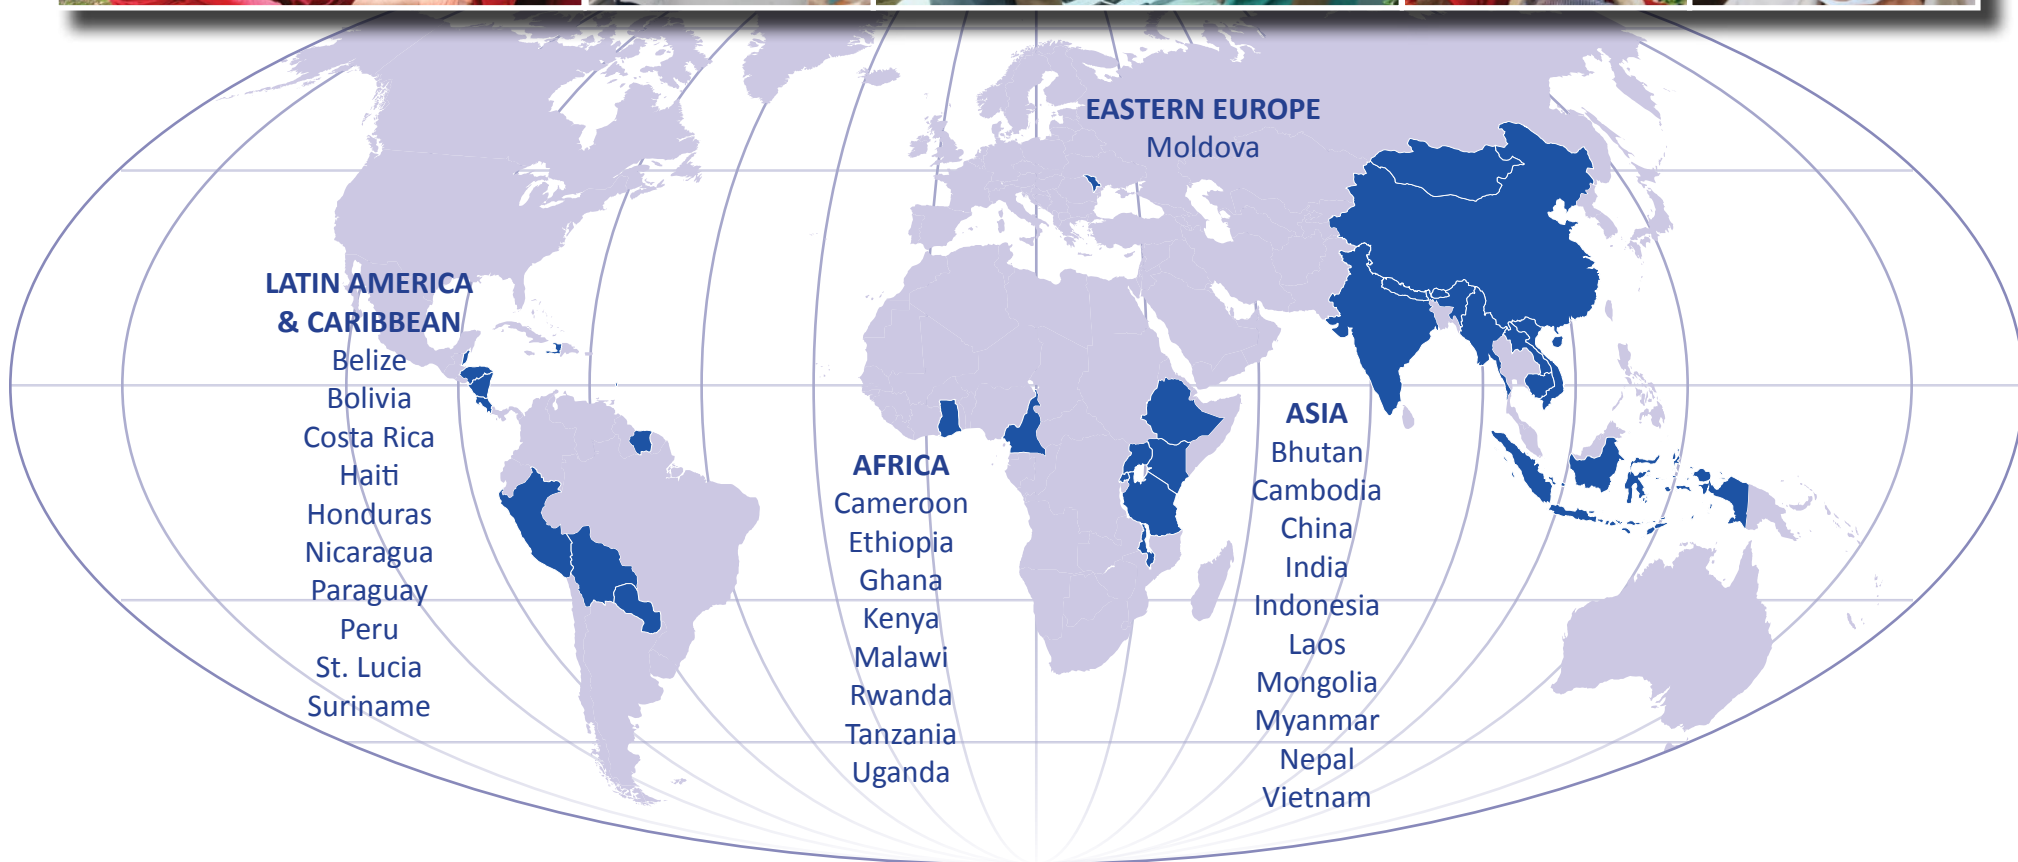 EASTERN EUROPE
Moldova
LATIN AMERICA
& CARIBBEAN
Belize
Bolivia
Costa Rica
Haiti
Honduras
Nicaragua
Paraguay
Peru
St. Lucia
Suriname
AFRICA
Cameroon
Ethiopia
Ghana
Kenya
Malawi
Rwanda
Tanzania
Uganda
ASIA
Bhutan
Cambodia
China
India
Indonesia
Laos
Mongolia
Myanmar
Nepal
Vietnam